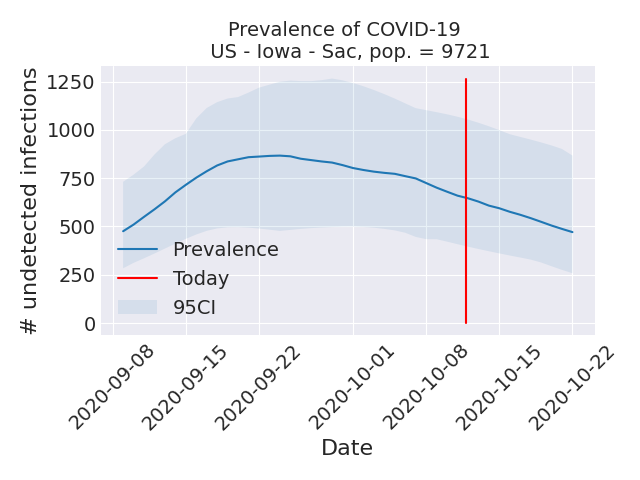 Prevalence of COVID-19
US - Iowa - Sac, pop. = 9721
# undetected infections
1250
1000
750
500
250
0
Prevalence
Today
95CI
2020-09-08
2020-09-15
2020-09-22
2020-10-01
2020-10-08
2020-10-15
2020-10-22
Date